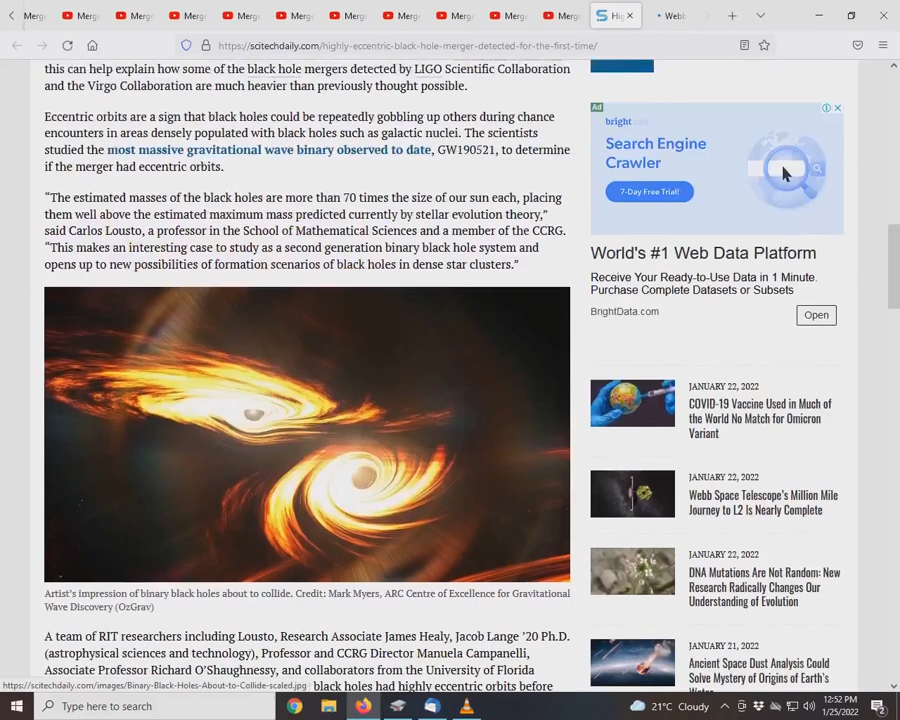 Merge
Merge
Merge
Merge
Merge
Merge
Merge
Merge
Merge
Merge
Hig
Webb
https://scitechdaily.com/highly-eccentric-black-hole-merger-detected-for-the-first-time/
this can help explain how some of the black hole mergers detected by LIGO Scientific Collaboration
and the Virgo Collaboration are much heavier than previously thought possible.
Eccentric orbits are a sign that black holes could be repeatedly gobbling up others during chance
encounters in areas densely populated with black holes such as galactic nuclei. The scientists
studied the most massive gravitational wave binary observed to date, GW190521, to determine
if the merger had eccentric orbits.
“The estimated masses of the black holes are more than 70 times the size of our sun each, placing
them well above the estimated maximum mass predicted currently by stellar evolution theory,”
said Carlos Lousto, a professor in the School of Mathematical Sciences and a member of the CCRG.
“This makes an interesting case to study as a second generation binary black hole system and
opens up to new possibilities of formation scenarios of black holes in dense star clusters.”
Artist’s impression of binary black holes about to collide. Credit: Mark Myers, ARC Centre of Excellence for Gravitational
Wave Discovery (OzGrav)
A team of RIT researchers including Lousto, Research Associate James Healy, Jacob Lange ’20 Ph.D.
(astrophysical sciences and technology), Professor and CCRG Director Manuela Campanelli,
Associate Professor Richard O’Shaughnessy, and collaborators from the University of Florida
black holes had highly eccentric orbits before
https://scitechdaily.com/images/Binary-Black-Holes-About-to-Collide-scaled.jpg
Ad
bright
Search Engine
Crawler
7-Day Free Trial!
World's #1 Web Data Platform
Receive Your Ready-to-Use Data in 1 Minute.
Purchase Complete Datasets or Subsets
BrightData.com
Open
JANUARY 22, 2022
COVID-19 Vaccine Used in Much of
the World No Match for Omicron
Variant
JANUARY 22, 2022
Webb Space Telescope’s Million Mile
Journey to L2 Is Nearly Complete
JANUARY 22, 2022
DNA Mutations Are Not Random: New
Research Radically Changes Our
Understanding of Evolution
JANUARY 21, 2022
Ancient Space Dust Analysis Could
Solve Mystery of Origins of Earth’s
Water
Type here to search
21°C Cloudy
12:52 PM
1/25/2022
2